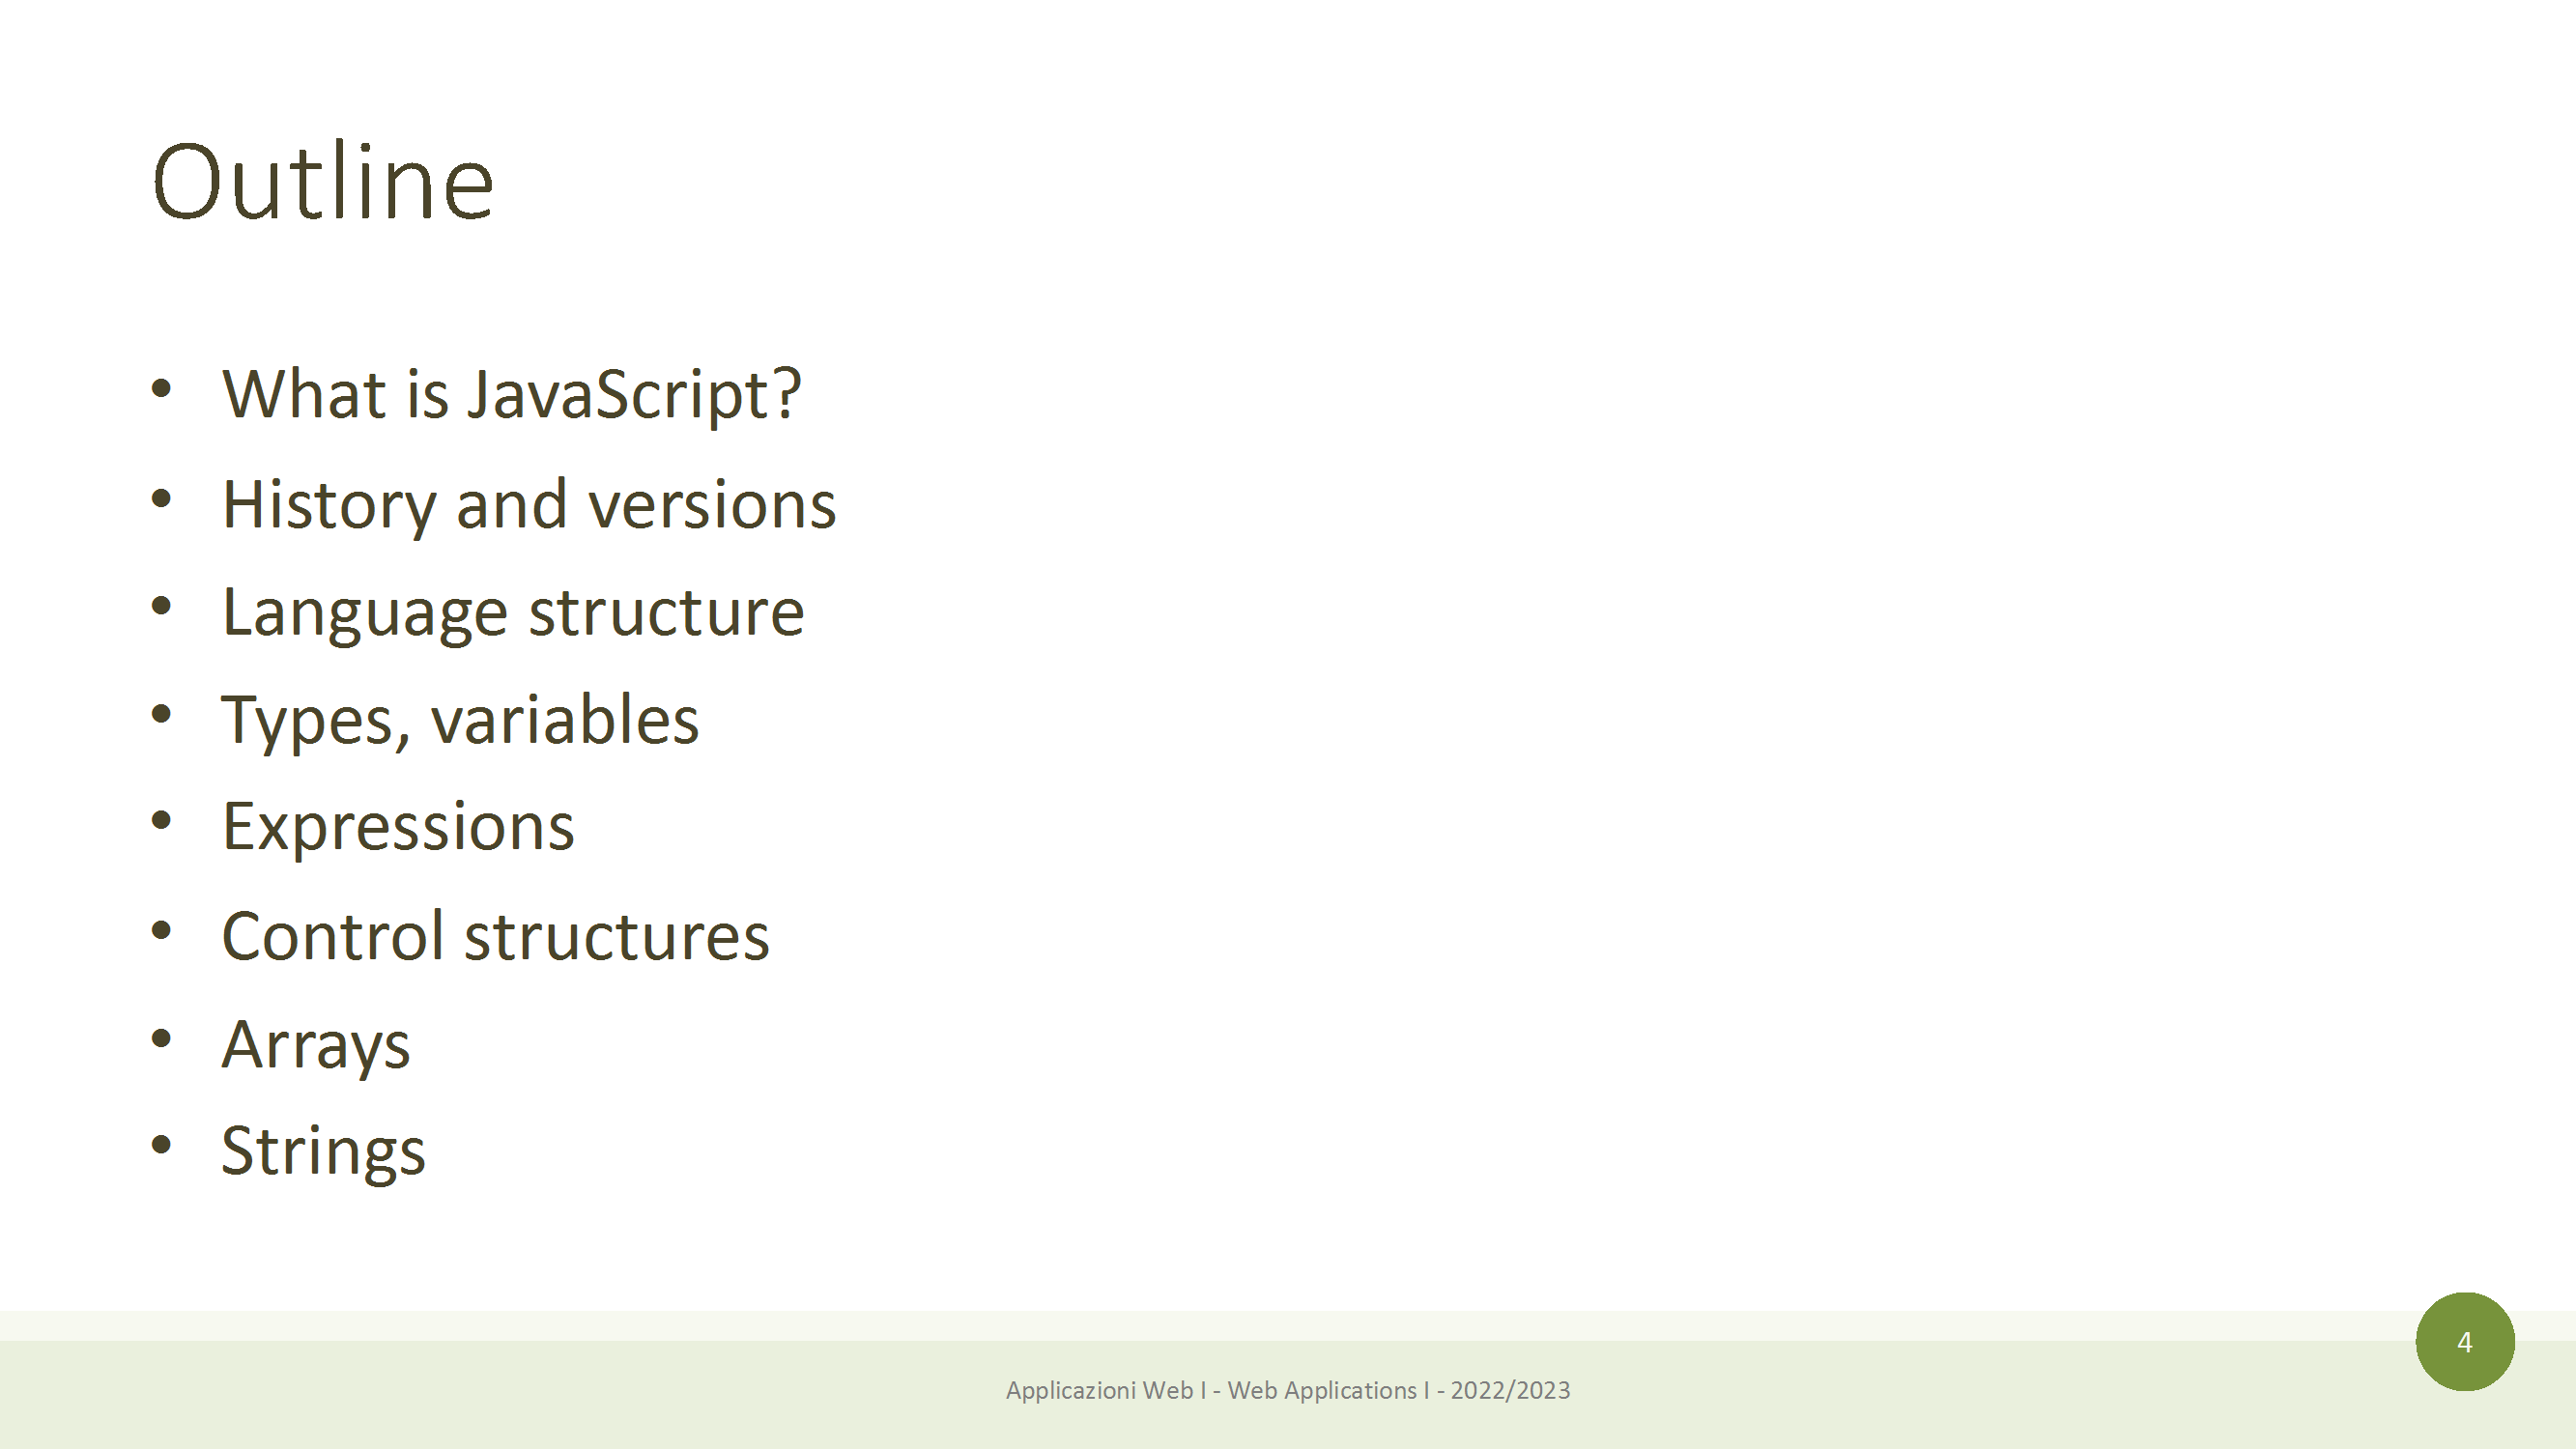 Outline
• What is JavaScript?
• History and versions
• Language structure
• Types, variables
• Expressions
• Control structures
• Arrays
• Strings
4
Applicazioni Web I - Web Applications I - 2022/2023